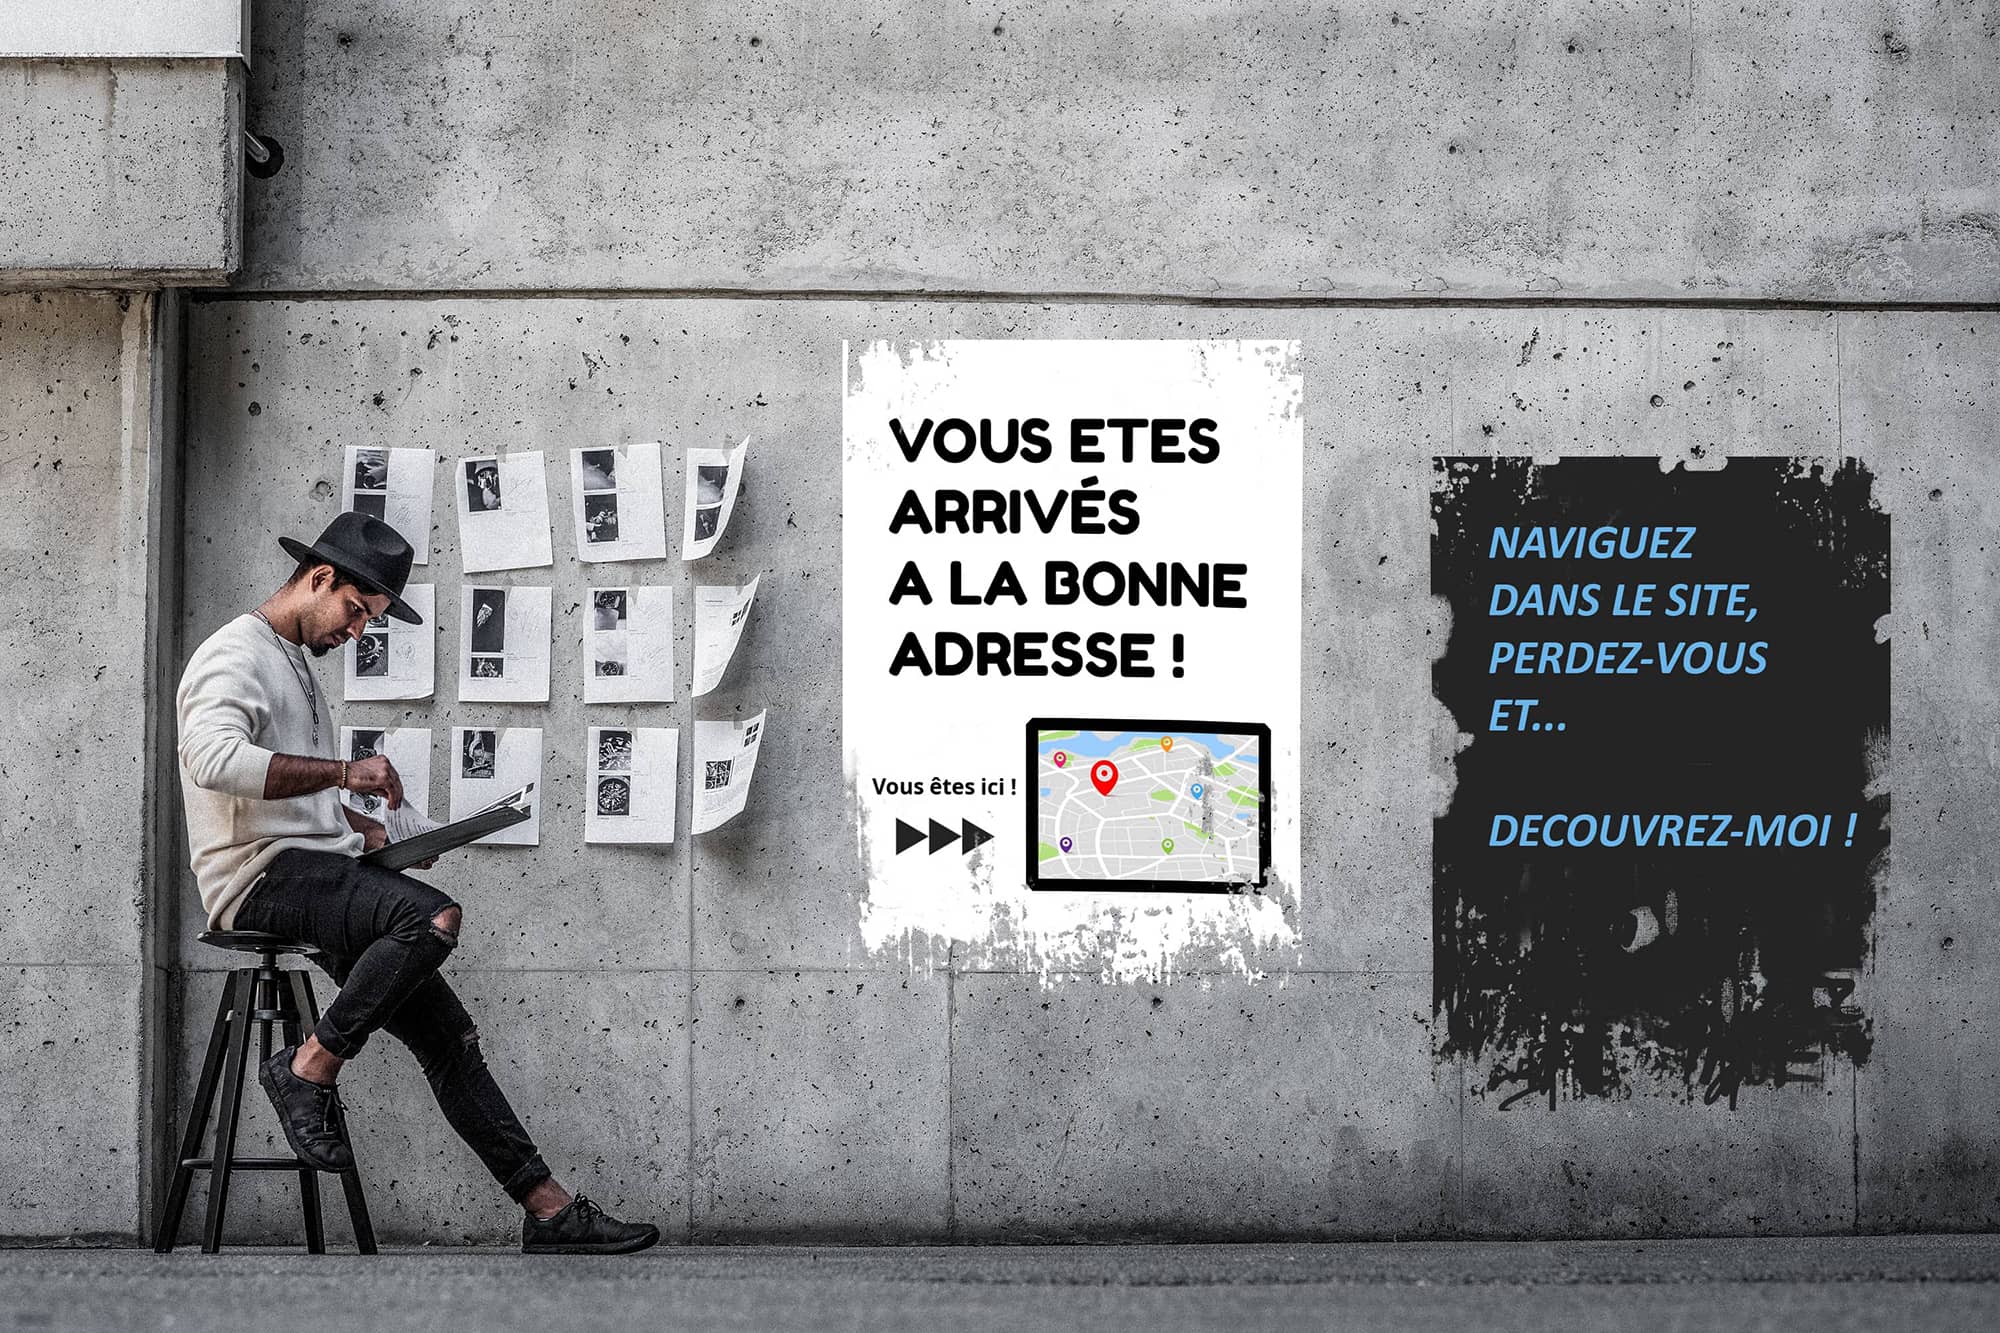 VOUS ETES
ARRIVÉS
A LA BONNE
ADRESSE !
Vous êtes ici !
NAVIGUEZ
DANS LE SITE,
PERDEZ-VOUS
ET...
DECOUVREZ-MOI !